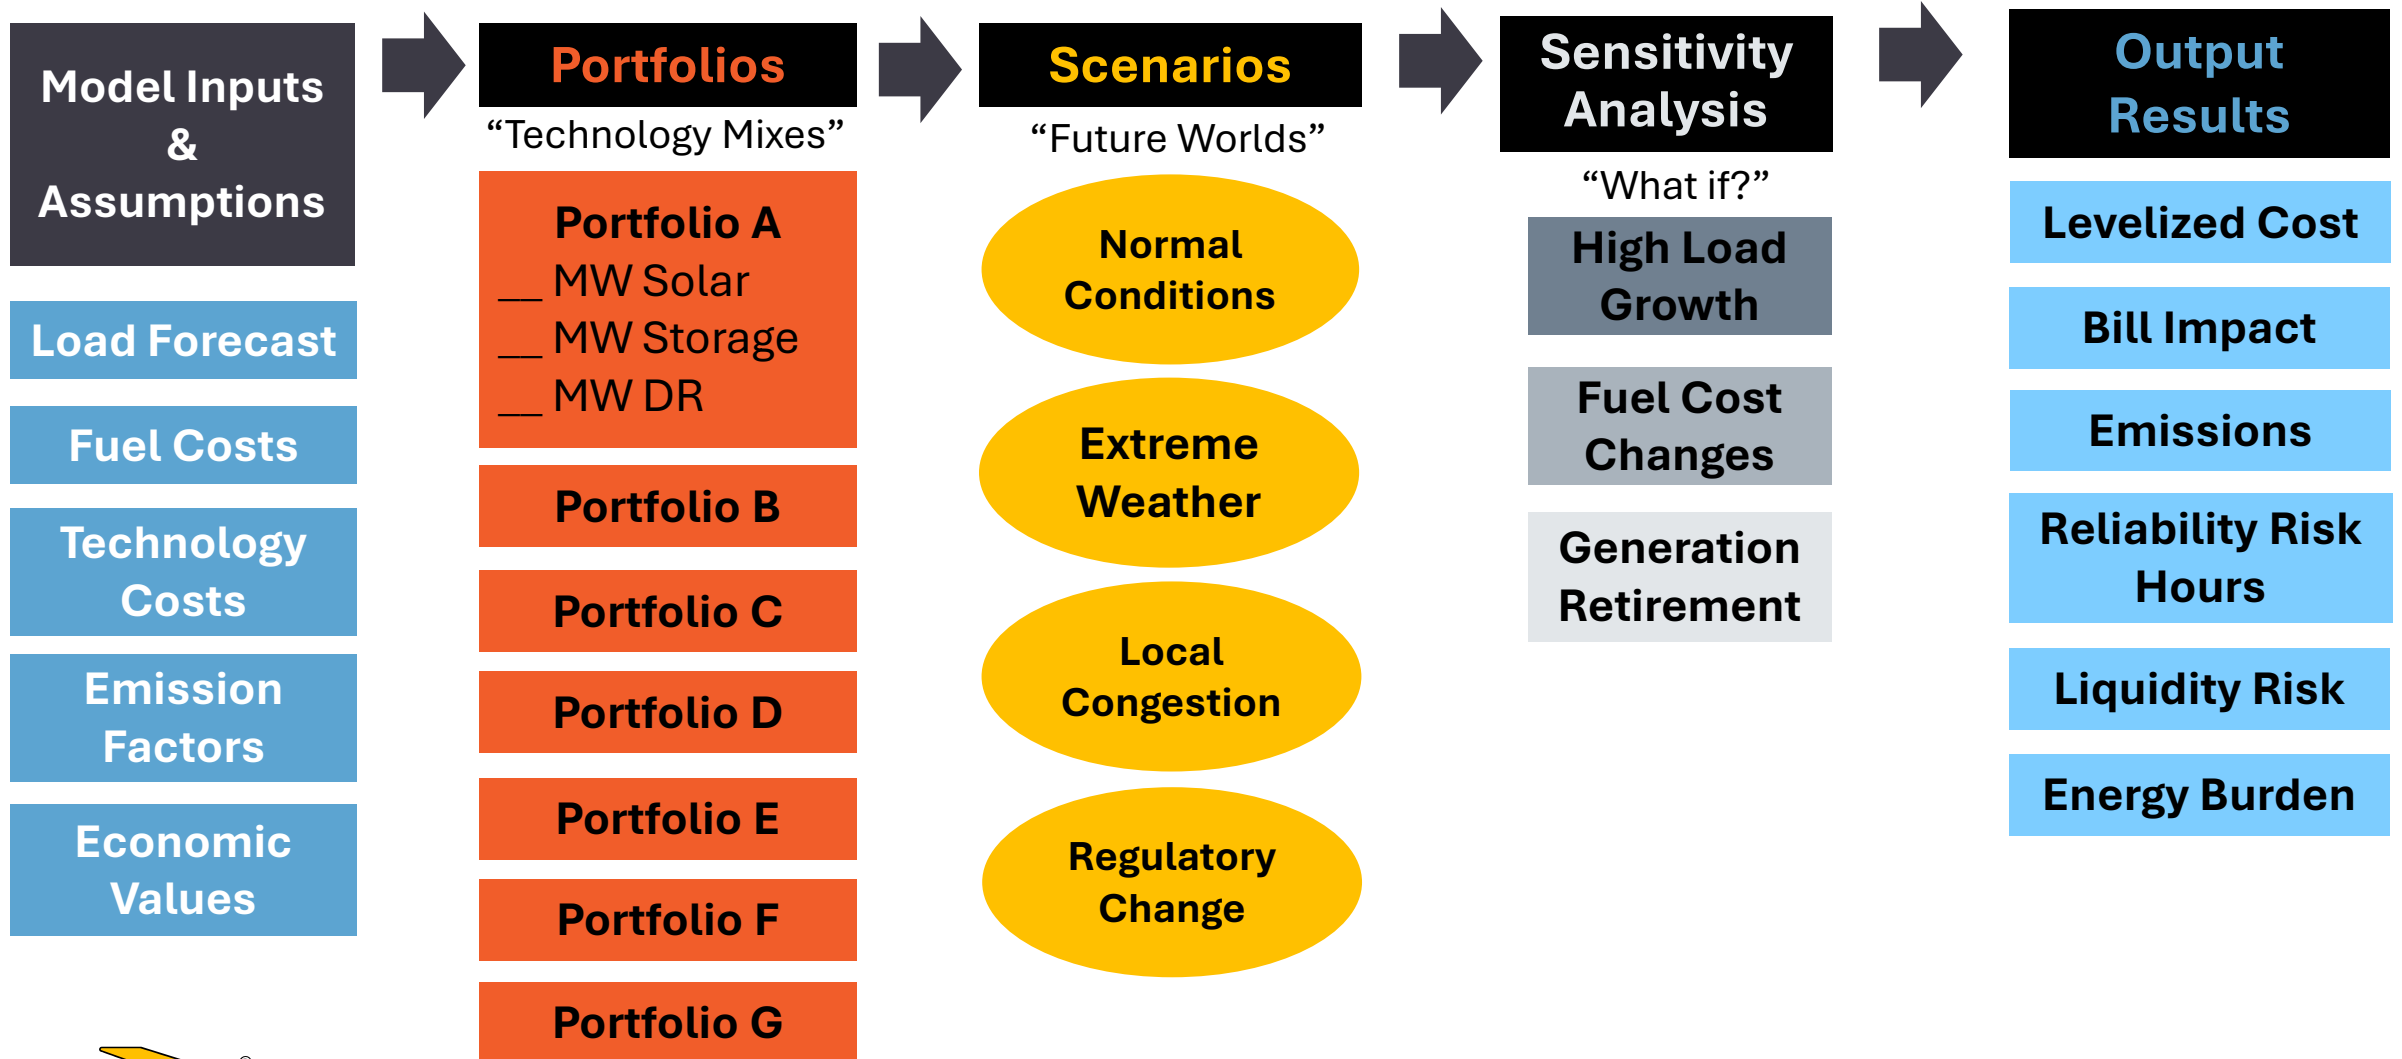 Model Inputs
&
Assumptions
Load Forecast
Fuel Costs
Technology
Costs
Emission
Factors
Economic
Values
®
Portfolios
“Technology Mixes”
Portfolio A
__ MW Solar
__ MW Storage
__ MW DR
Portfolio B
Portfolio C
Portfolio D
Portfolio E
Portfolio F
Portfolio G
Scenarios
“Future Worlds”
Normal
Conditions
Extreme
Weather
Local
Congestion
Regulatory
Change
Sensitivity
Analysis
“What if?”
High Load
Growth
Fuel Cost
Changes
Generation
Retirement
Output
Results
Levelized Cost
Bill Impact
Emissions
Reliability Risk
Hours
Liquidity Risk
Energy Burden